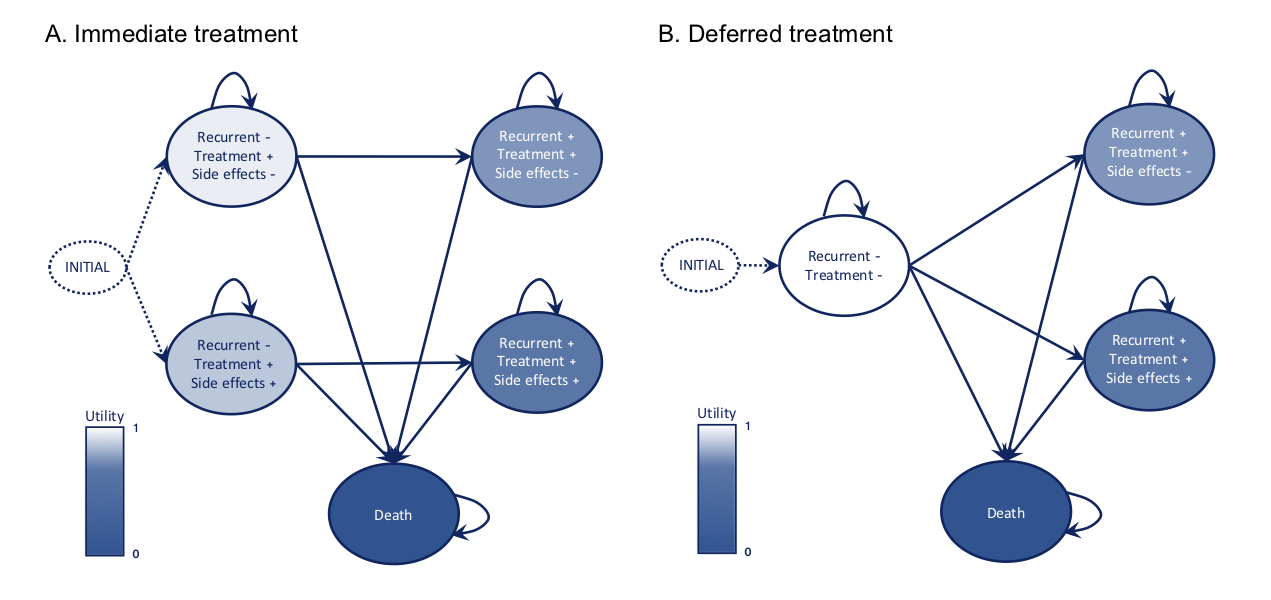 A. Immediate treatment
Recurrent -
Treatment +
Side effects -
Recurrent +
Treatment +
Side effects -
INITIAL
Recurrent -
Treatment +
Side effects +
Recurrent +
Treatment +
Side effects +
Utility
1
0
Death
B. Deferred treatment
Recurrent +
Treatment +
Side effects -
INITIAL
Recurrent -
Treatment -
Recurrent +
Treatment +
Side effects +
Utility
1
0
Death